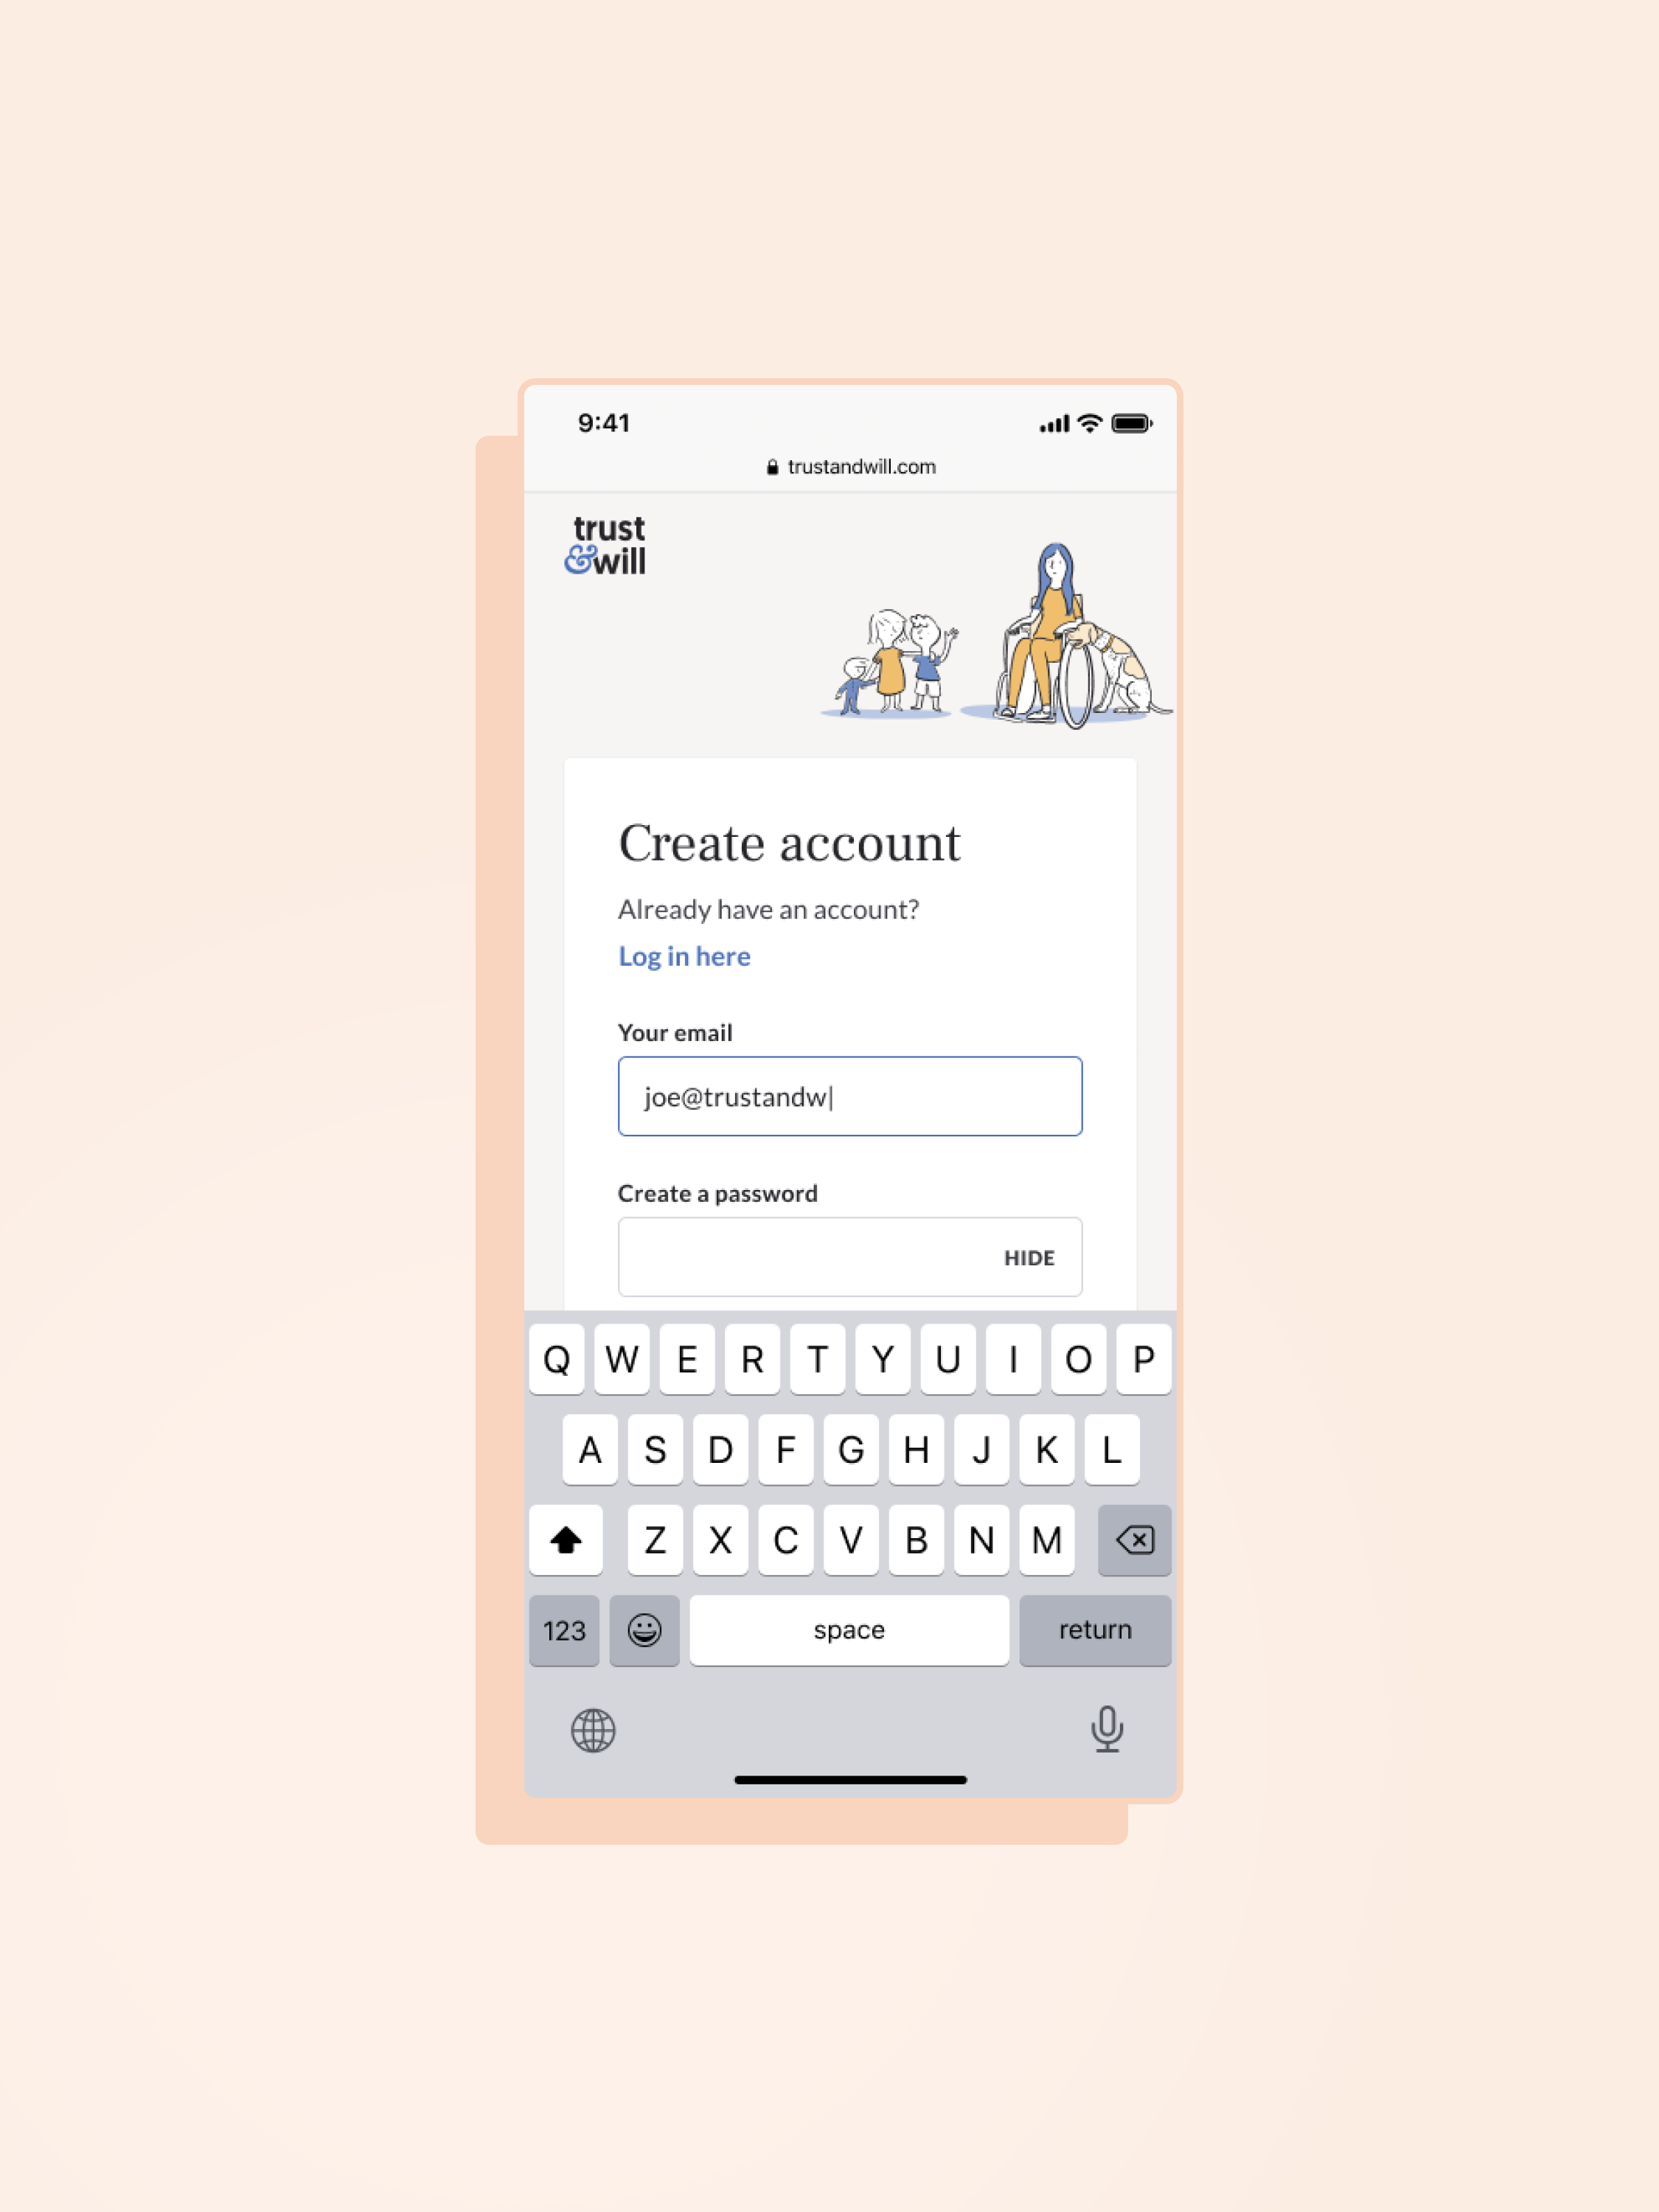 9:41
trustandwill.com
trust
&will
Create account
Already have an account?
Log in here
Your email
joe@trustandw
Create a password
HIDE
Q W E R T Y U I O P
A S D F G H J K L
Z X C V B N M
123 space return